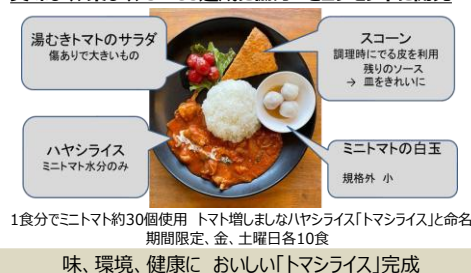 湯むきトマトのサラダ
傷ありで大きいもの
スコーン
調理時にでる皮を利用
残りのソース
→ 皿をきれいに
ハヤシライス
ミニトマト水分のみ
ミニトマトの白玉
規格外 小
1食分でミニトマト約30個使用 トマト増しましなハヤシライス「トマシライス」と命名
期間限定、金、土曜日各10食
味、環境、健康に おいしい「トマシライス」完成